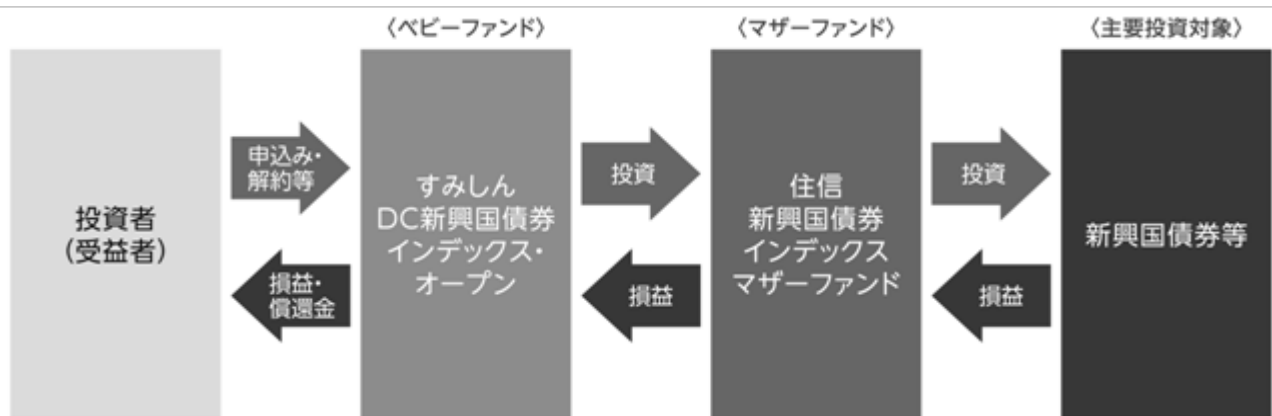 〈ベビーファンド〉
〈マザーファンド〉
〈主要投資対象〉
投資者
(受益者)
申込み・
解約等
損益・
償還金
すみしん
DC新興国債券
インデックス・
オープン
投資
損益
住信
新興国債券
インデックス
マザーファンド
投資
損益
新興国債券等